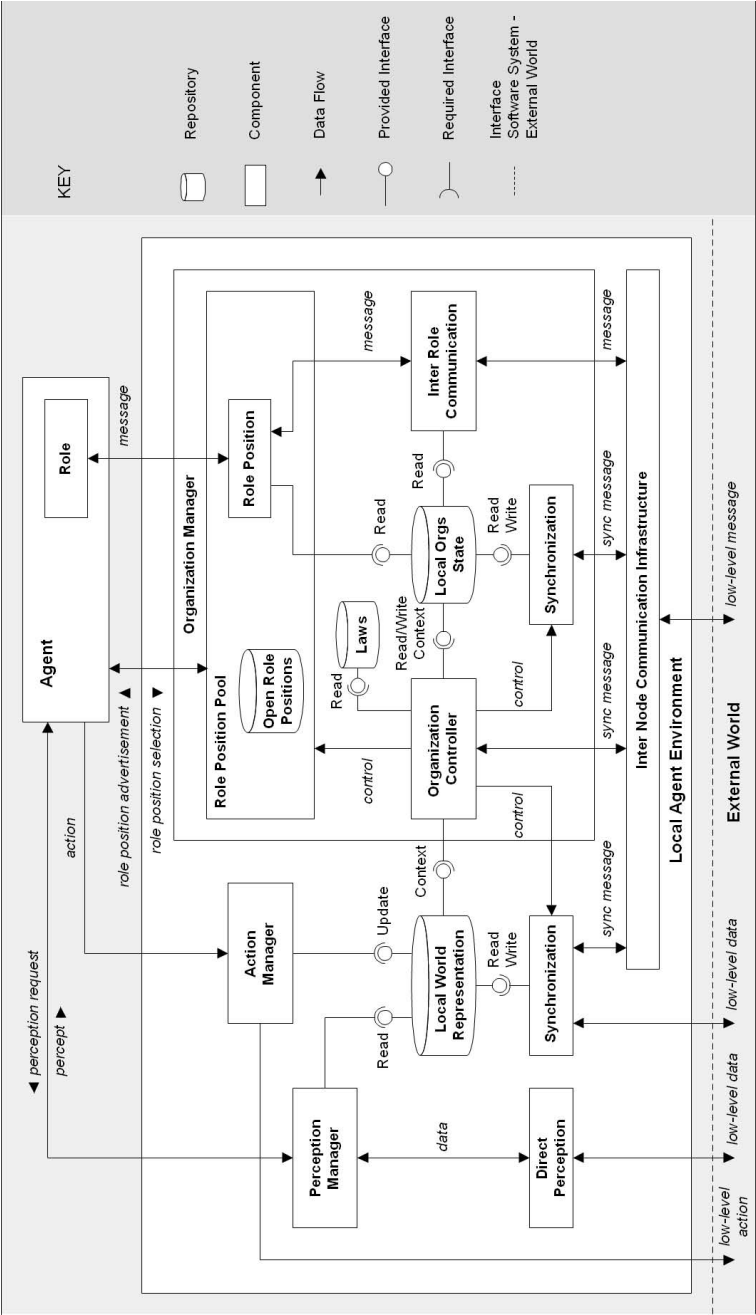 KEY
Repository
Component
Data Flow
Provided Interface
Required Interface
Interface
Software System -
External World
Agent
Role
perception request
percept
action
role position advertisement
role position selection
message
Organization Manager
Role Position Pool
Open Role
Positions
Role Position
Action
Manager
Perception
Manager
control
Read
Laws
Read
message
Update
Read
Context
Read/Write
Context
Read
Local World
Representation
Organization
Controller
Local Orgs
State
Inter Role
Communication
data
Read
Write
control
control
Read
Write
Direct
Perception
Synchronization
Synchronization
sync message
sync message
sync message
message
Inter Node Communication Infrastructure
Local Agent Environment
External World
low-level
action
low-level data
low-level data
low-level message